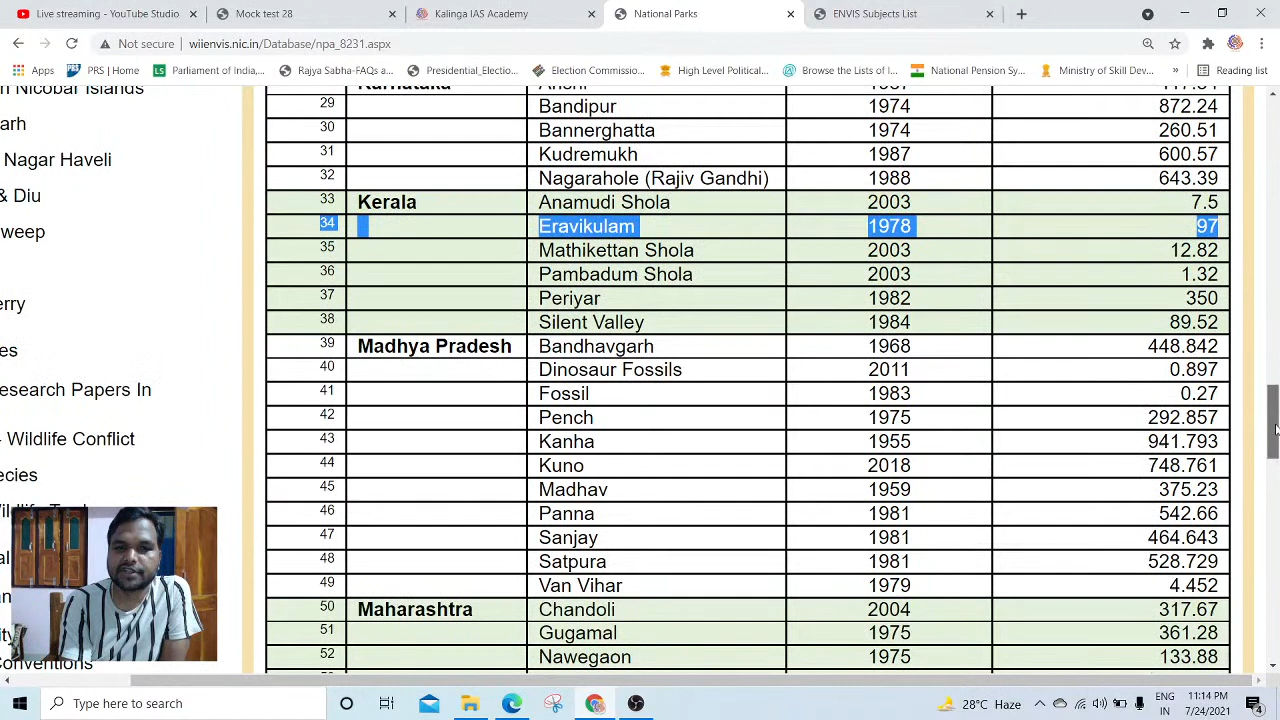 Live streaming - YouTube Studio
Mock test 28
Kalinga IAS Academy
National Parks
ENVIS Subjects List
Not secure
wiienvis.nic.in/Database/npa_8231.aspx
Apps
PRS | Home
Parliament of India,...
Rajya Sabha-FAQs a...
Presidential_Electio...
Election Commissio...
High Level Political...
Browse the Lists of I...
National Pension Sy...
Ministry of Skill Dev...
»
Reading list
n Nicobar Islands
arh
Nagar Haveli
& Diu
weep
erry
es
esearch Papers In
- Wildlife Conflict
ecies
al
an
ity
Conventions
Karnataka Anshi 1987 417.34
29 Bandipur 1974 872.24
30 Bannerghatta 1974 260.51
31 Kudremukh 1987 600.57
32 Nagarahole (Rajiv Gandhi) 1988 643.39
33 Kerala Anamudi Shola 2003 7.5
34 Eravikulam 1978 97
35 Mathikettan Shola 2003 12.82
36 Pambadum Shola 2003 1.32
37 Periyar 1982 350
38 Silent Valley 1984 89.52
39 Madhya Pradesh Bandhavgarh 1968 448.842
40 Dinosaur Fossils 2011 0.897
41 Fossil 1983 0.27
42 Pench 1975 292.857
43 Kanha 1955 941.793
44 Kuno 2018 748.761
45 Madhav 1959 375.23
46 Panna 1981 542.66
47 Sanjay 1981 464.643
48 Satpura 1981 528.729
49 Van Vihar 1979 4.452
50 Maharashtra Chandoli 2004 317.67
51 Gugamal 1975 361.28
52 Nawegaon 1975 133.88
Type here to search
28°C Haze
ENG
IN
11:14 PM
7/24/2021
4